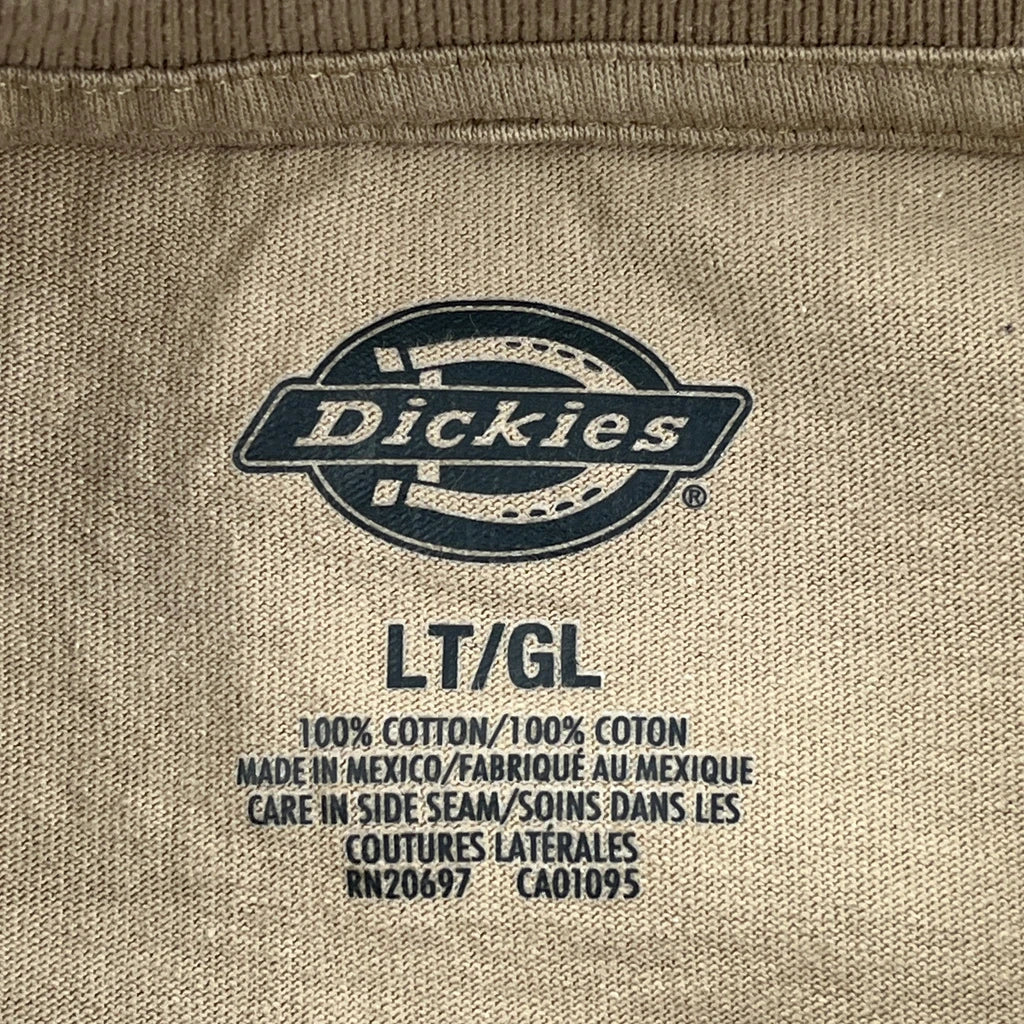 Dickies
®
LT/GL
100% COTTON/100% COTON
MADE IN MEXICO/FABRIQUÉ AU MEXIQUE
CARE IN SIDE SEAM/SOINS DANS LES
COUTURES LATÉRALES
RN20697 CA01095